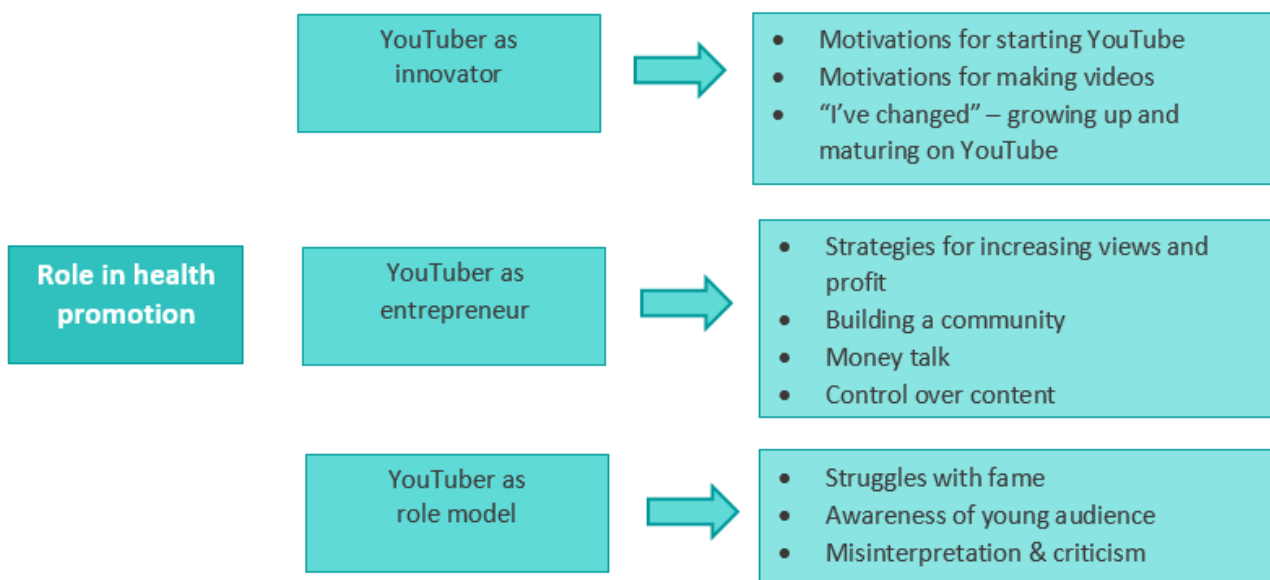 YouTuber as
innovator
• Motivations for starting YouTube
• Motivations for making videos
• “I’ve changed” – growing up and
maturing on YouTube
Role in health
promotion
YouTuber as
entrepreneur
• Strategies for increasing views and
profit
• Building a community
• Money talk
• Control over content
YouTuber as
role model
• Struggles with fame
• Awareness of young audience
• Misinterpretation & criticism